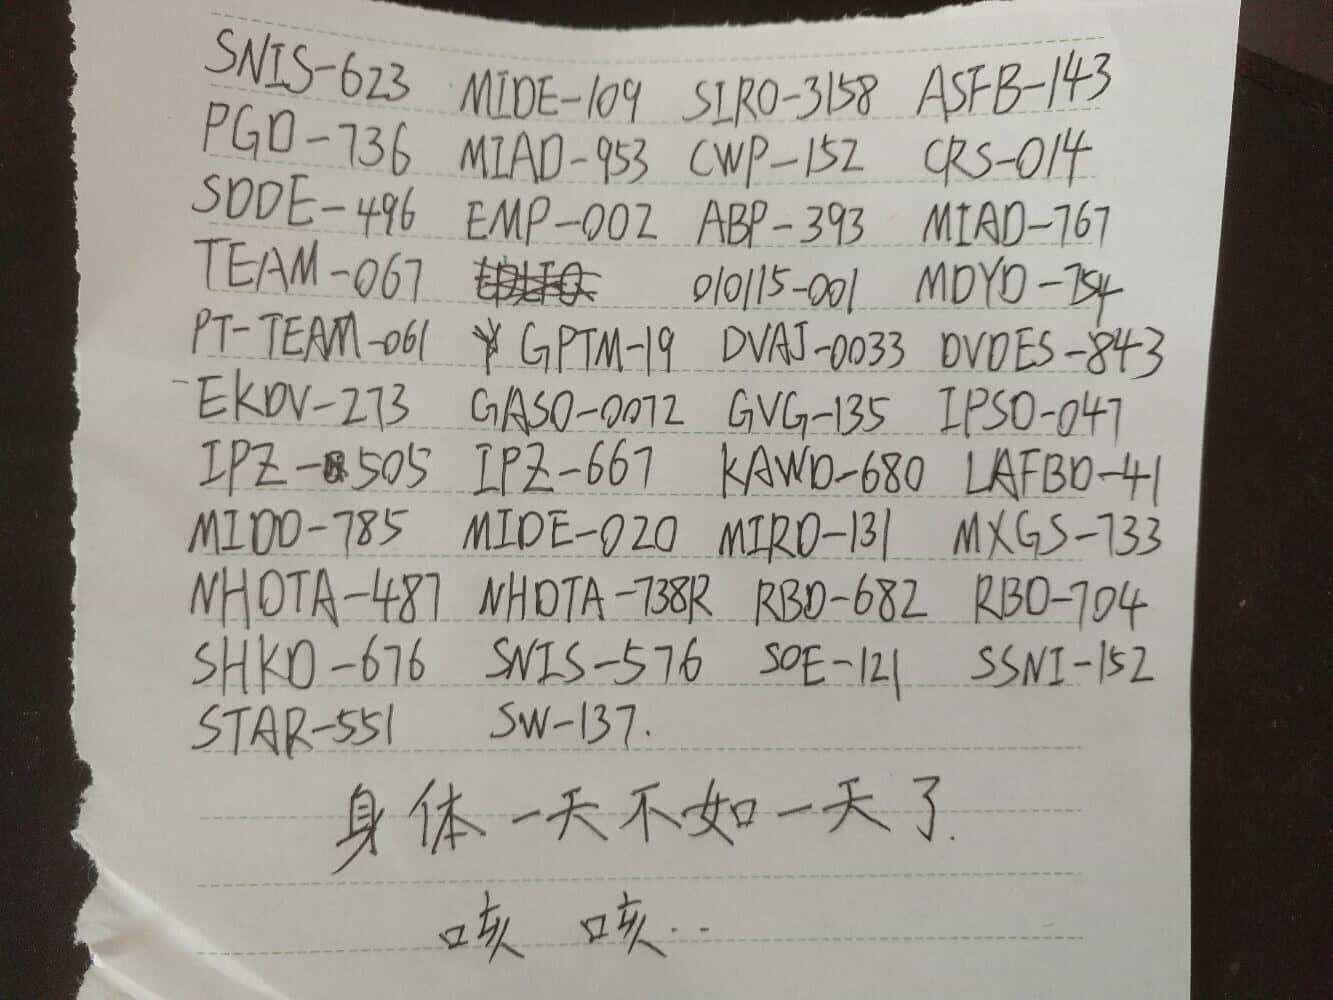 SNIS-623 MIDE-109 SIRO-3158 ASFB-143
PGD-736 MIAD-953 CWP-152 CRS-014
SDDE-496 EMP-002 ABP-393 MIAD-767
TEAM-067 010115-001 MDYD-754
PT-TEAM-061 GPTM-19 DVAJ-0033 DVDES-843
EKDV-273 GASO-0072 GVG-135 IPSD-047
IPZ-505 IPZ-667 KAWD-680 LAFBD-41
MIDD-785 MIDE-020 MIRD-131 MXGS-733
NHDTA-487 NHDTA-738R RBD-682 RBD-704
SHKD-676 SNIS-576 SOE-121 SSNI-152
STAR-551 SW-137.
身体一天不如一天了.
咳 咳...